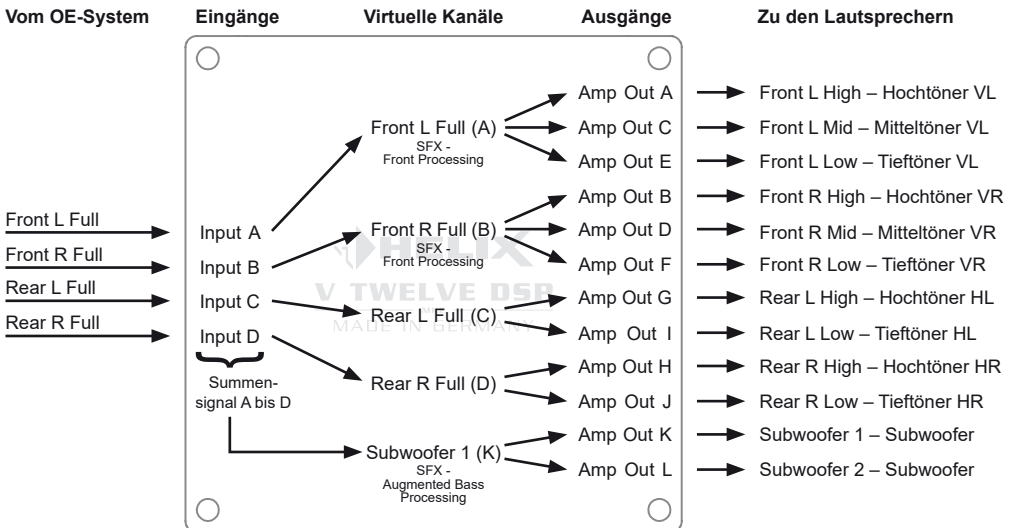 Vom OE-System Eingänge Virtuelle Kanäle Ausgänge Zu den Lautsprechern
Front L Full
Front R Full
Rear L Full
Rear R Full
Input A
Input B
Input C
Input D
Summen-
signal A bis D
Front L Full (A)
SFX -
Front Processing
Front R Full (B)
SFX -
Front Processing
Rear L Full (C)
Rear R Full (D)
Subwoofer 1 (K)
SFX -
Augmented Bass
Processing
HELIX
V TWELVE DSP
MADE IN GERMANY
Amp Out A Front L High – Hochtöner VL
Amp Out C Front L Mid – Mitteltöner VL
Amp Out E Front L Low – Tieftöner VL
Amp Out B Front R High – Hochtöner VR
Amp Out D Front R Mid – Mitteltöner VR
Amp Out F Front R Low – Tieftöner VR
Amp Out G Rear L High – Hochtöner HL
Amp Out I Rear L Low – Tieftöner HL
Amp Out H Rear R High – Hochtöner HR
Amp Out J Rear R Low – Tieftöner HR
Amp Out K Subwoofer 1 – Subwoofer
Amp Out L Subwoofer 2 – Subwoofer